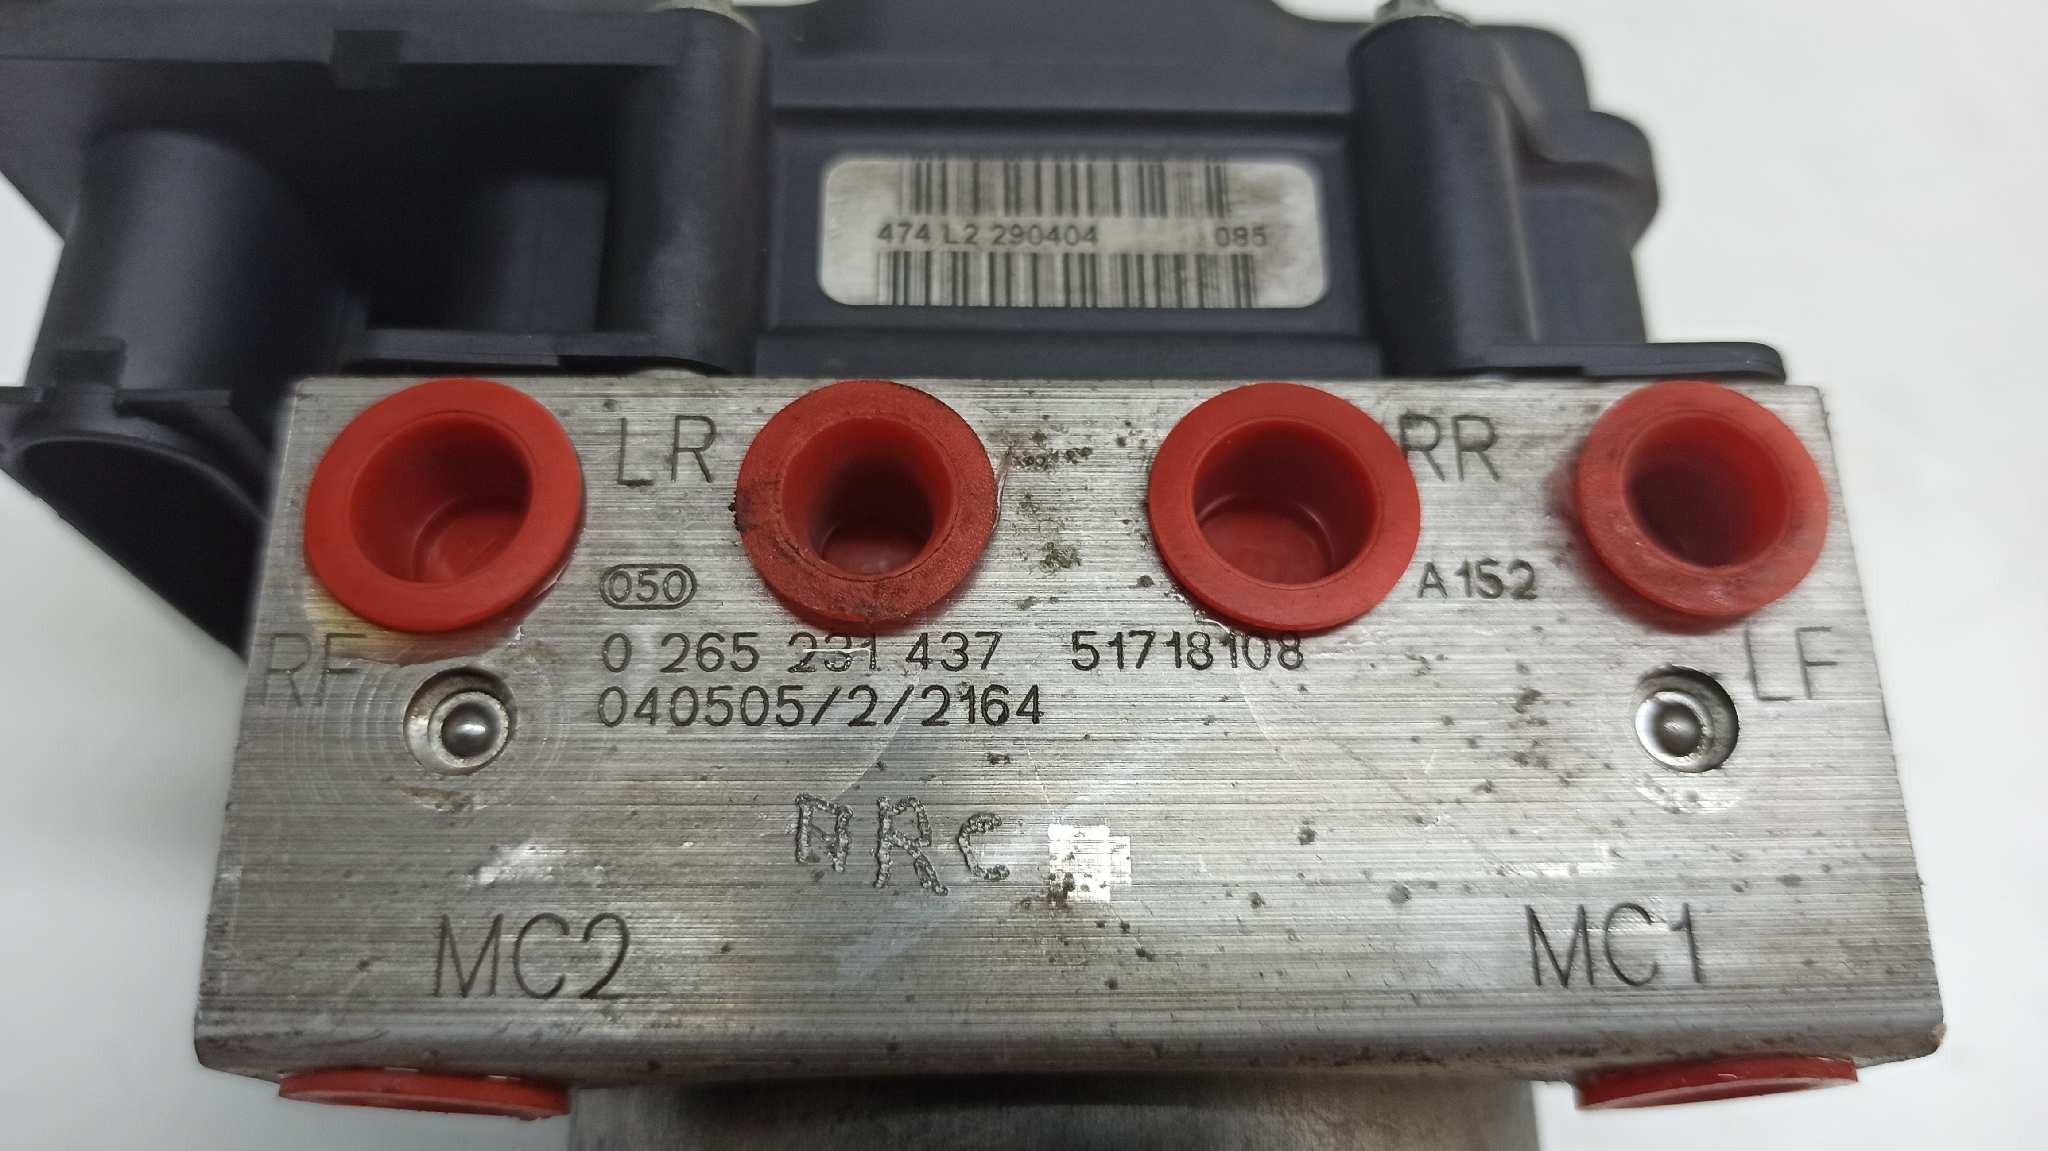 474 L2 290404 085
LR RR
050 A152
RF 0 265 231 437 51718108 LF
040505/2/2164
NRC
MC2 MC1